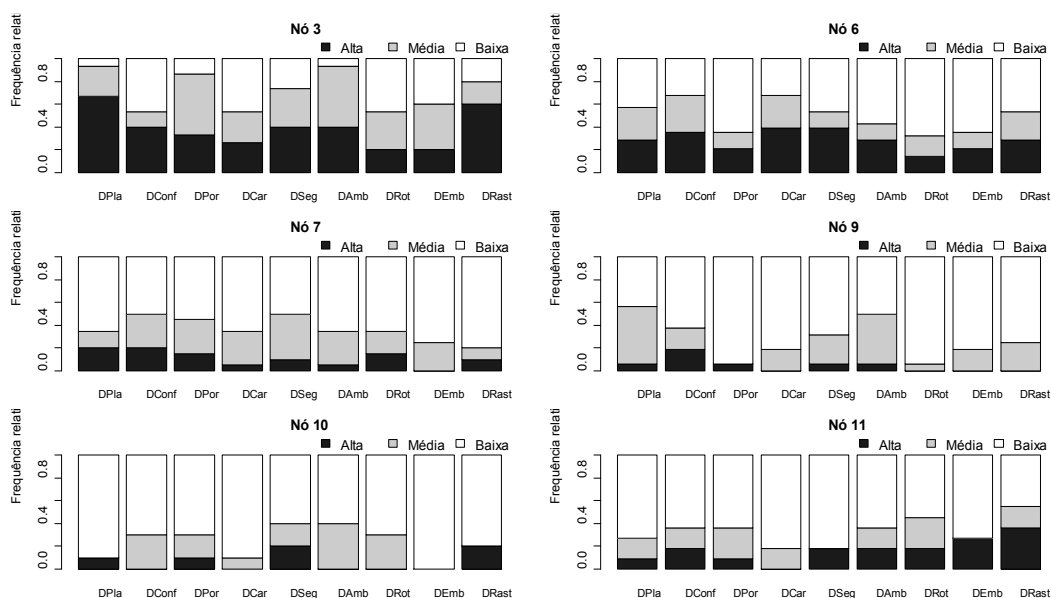 Nó 3
Alta Média Baixa
Frequência relati
0.0 0.4 0.8
DPla DConf DPor DCar DSeg DAmb DRot DEmb DRast
Nó 6
Alta Média Baixa
Frequência relati
0.0 0.4 0.8
DPla DConf DPor DCar DSeg DAmb DRot DEmb DRast
Nó 7
Alta Média Baixa
Frequência relati
0.0 0.4 0.8
DPla DConf DPor DCar DSeg DAmb DRot DEmb DRast
Nó 9
Alta Média Baixa
Frequência relati
0.0 0.4 0.8
DPla DConf DPor DCar DSeg DAmb DRot DEmb DRast
Nó 10
Alta Média Baixa
Frequência relati
0.0 0.4 0.8
DPla DConf DPor DCar DSeg DAmb DRot DEmb DRast
Nó 11
Alta Média Baixa
Frequência relati
0.0 0.4 0.8
DPla DConf DPor DCar DSeg DAmb DRot DEmb DRast